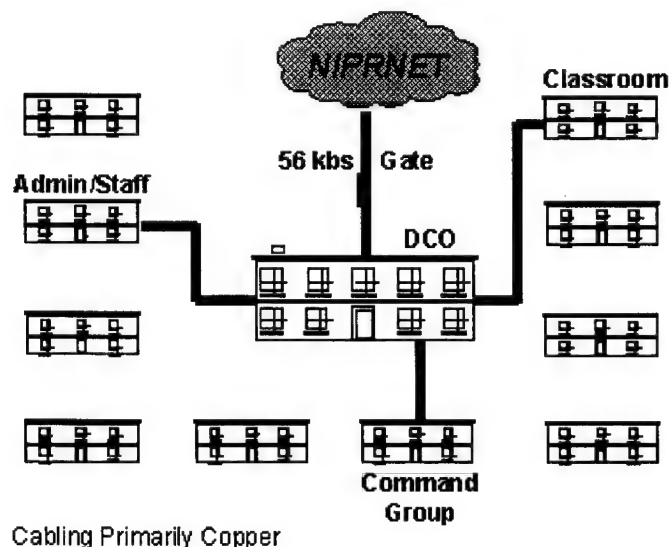 NIPRNET
Classroom
56 kbs Gate
Admin/Staff
DCO
Command
Group
Cabling Primarily Copper